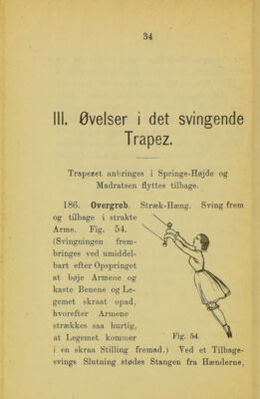 34
III. Øvelser i det svingende
Trapez.
Trapezet anbringes i Springe-Højde og
Madratsen flyttes tilbage.
186. Overgreb. Stræk-Hæng. Sving frem
og tilbage i strakte
Arme. Fig. 54.
(Svingningen frem-
bringes ved umiddel-
bart efter Opspringet
at bøje Armene og
kaste Benene og Le-
gemet skraat opad,
hvorefter Armene
strækkes saa hurtig,
at Legemet kommer
Fig. 54.
i en skraa Stilling fremad.) Ved et Tilbage-
svings Slutning stødes Stangen fra Hænderne,